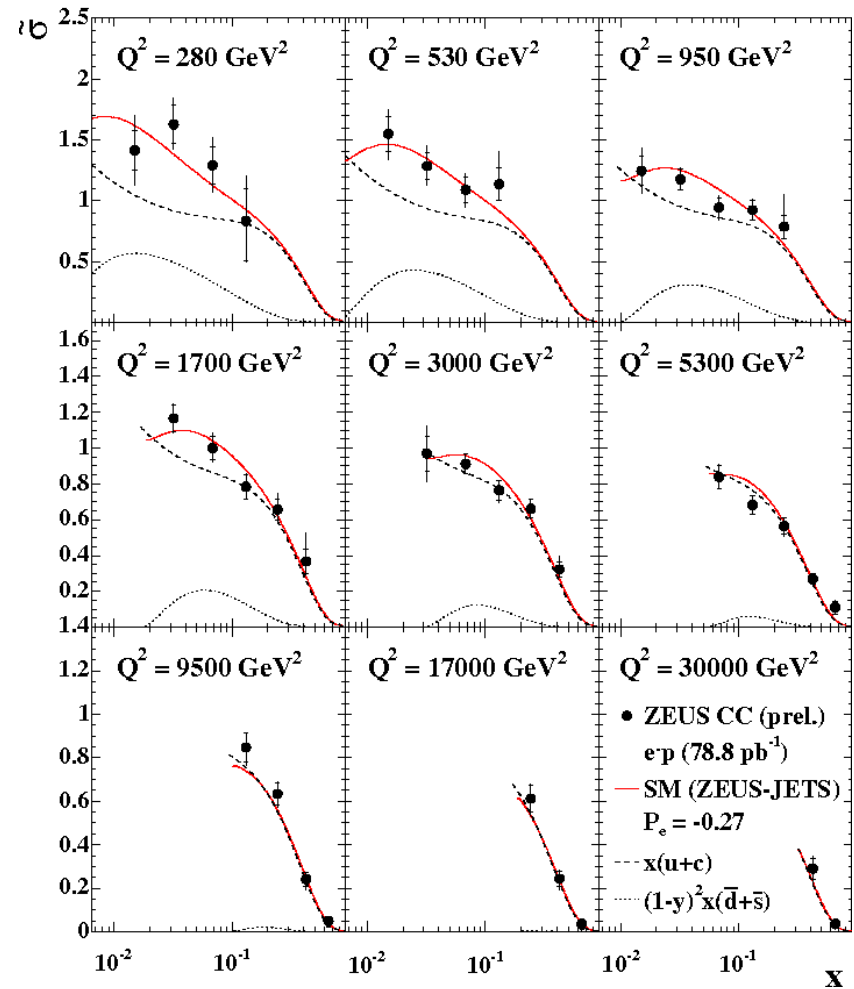 σ̃
2.5
2
1.5
1
0.5
Q² = 280 GeV²
Q² = 530 GeV²
Q² = 950 GeV²
1.6
1.4
1.2
1
0.8
0.6
0.4
0.2
Q² = 1700 GeV²
Q² = 3000 GeV²
Q² = 5300 GeV²
1.4
1.2
1
0.8
0.6
0.4
0.2
0
Q² = 9500 GeV²
Q² = 17000 GeV²
Q² = 30000 GeV²
ZEUS CC (prel.)
e⁻p (78.8 pb⁻¹)
SM (ZEUS-JETS)
Pₑ = -0.27
x(u+c)
(1-y)²x(d̅+s̅)
10⁻² 10⁻¹ 10⁻² 10⁻¹ 10⁻² 10⁻¹
x